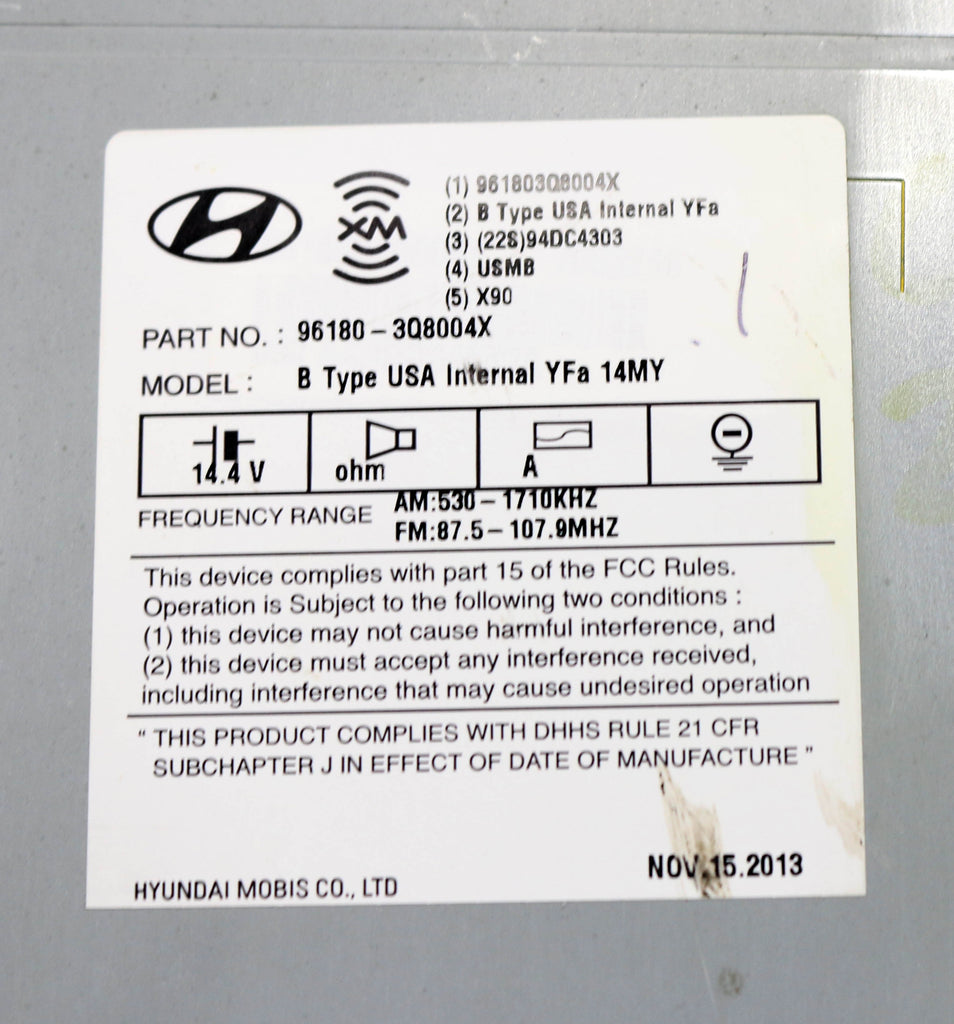 XM
(1) 961803Q8004X
(2) B Type USA Internal YFa
(3) (22S)94DC4303
(4) USMB
(5) X90
PART NO. : 96180-3Q8004X
MODEL : B Type USA Internal YFa 14MY
14.4 V ohm A
FREQUENCY RANGE AM:530-1710KHZ
FM:87.5-107.9MHZ
This device complies with part 15 of the FCC Rules.
Operation is Subject to the following two conditions :
(1) this device may not cause harmful interference, and
(2) this device must accept any interference received,
including interference that may cause undesired operation
" THIS PRODUCT COMPLIES WITH DHHS RULE 21 CFR
SUBCHAPTER J IN EFFECT OF DATE OF MANUFACTURE "
NOV.15.2013
HYUNDAI MOBIS CO., LTD